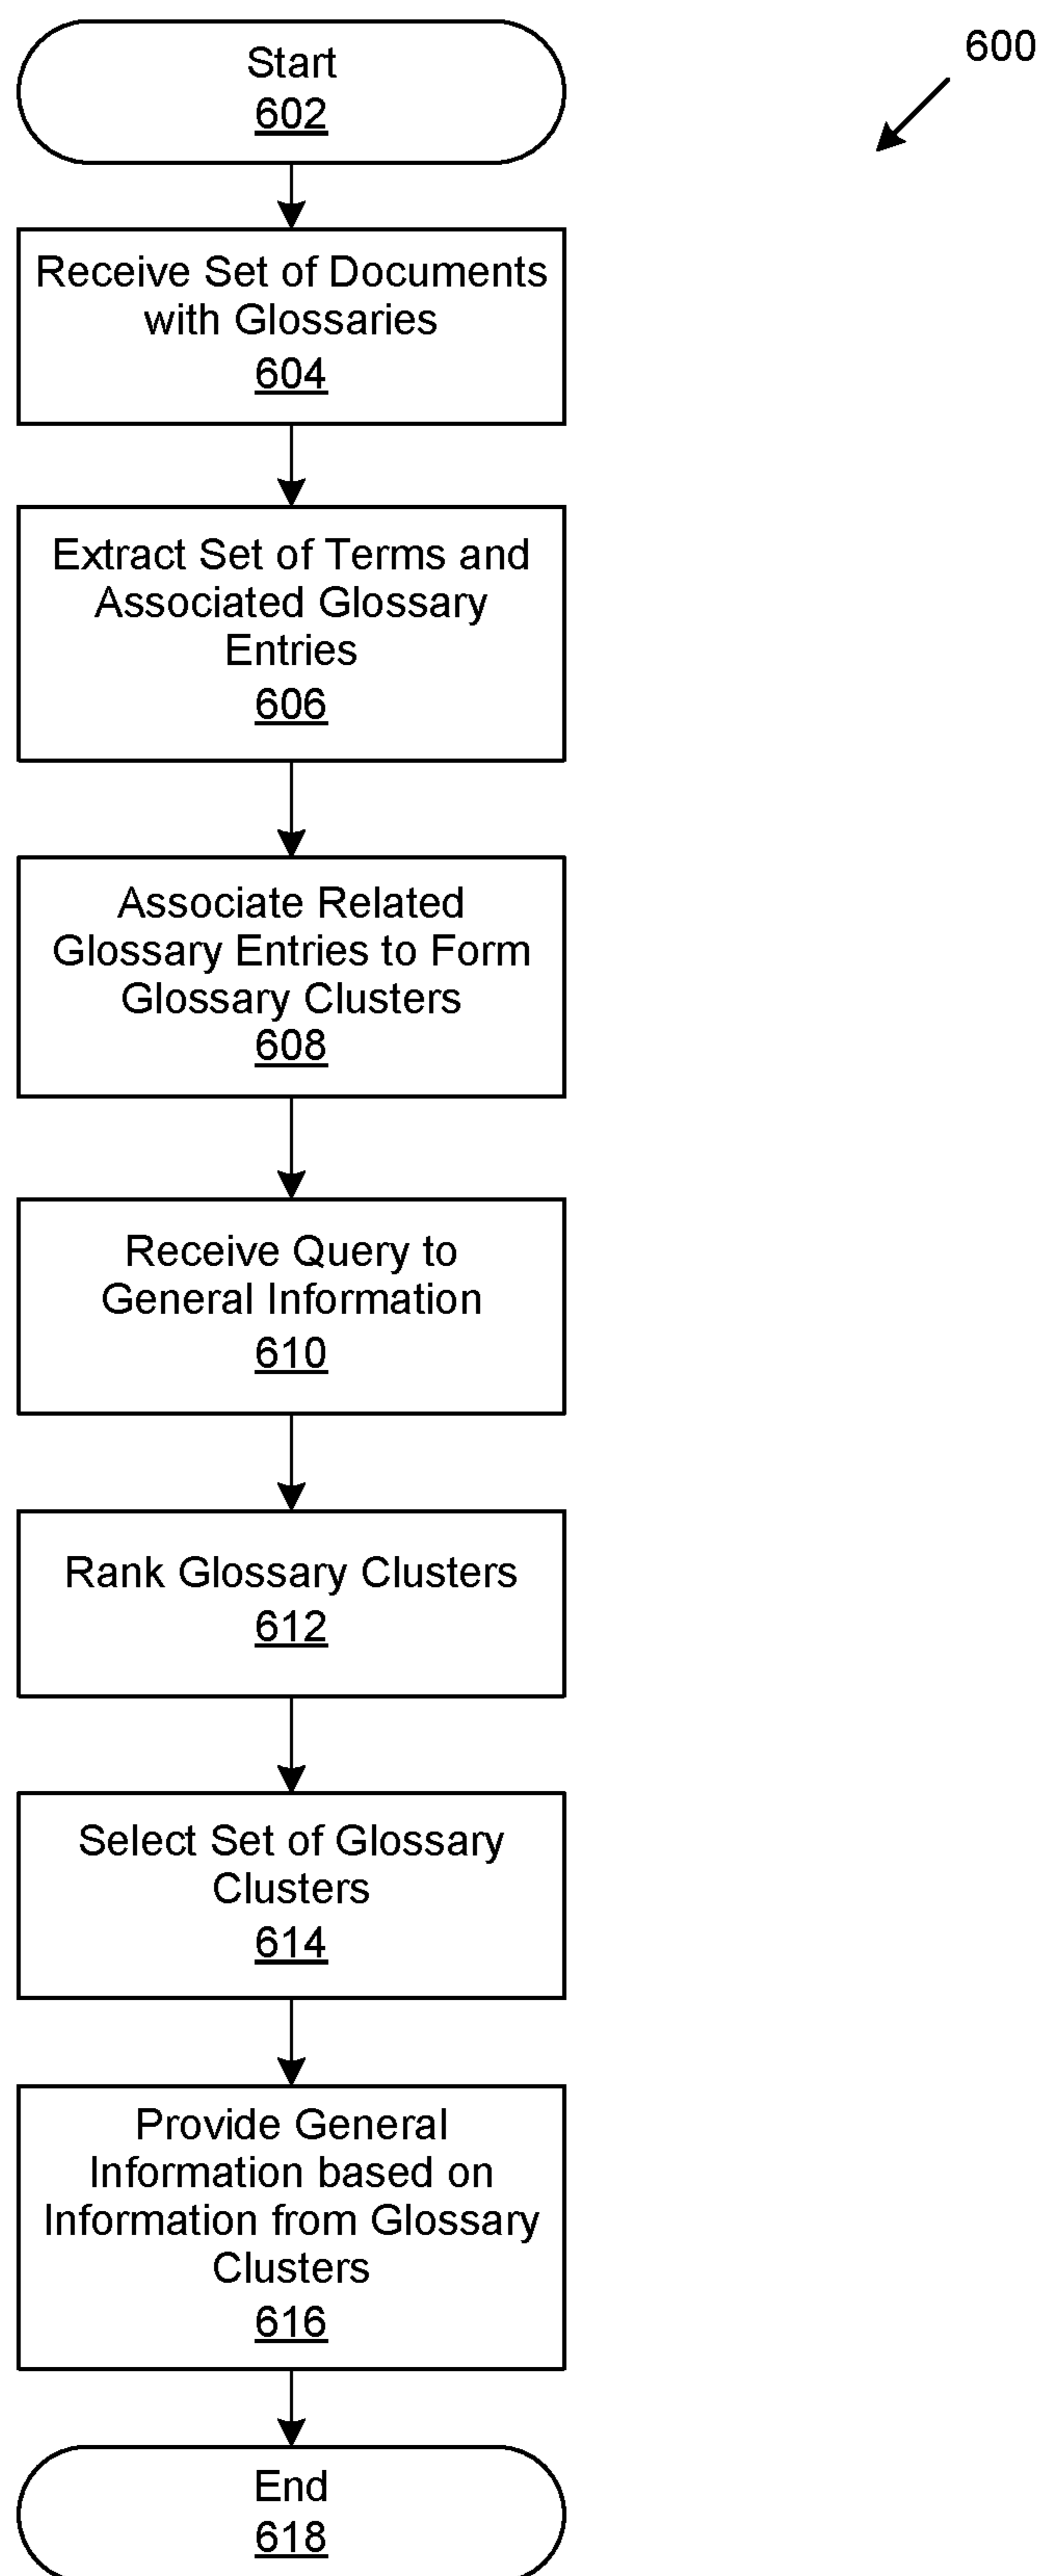 600
Start
602
Receive Set of Documents
with Glossaries
604
Extract Set of Terms and
Associated Glossary
Entries
606
Associate Related
Glossary Entries to Form
Glossary Clusters
608
Receive Query to
General Information
610
Rank Glossary Clusters
612
Select Set of Glossary
Clusters
614
Provide General
Information based on
Information from Glossary
Clusters
616
End
618